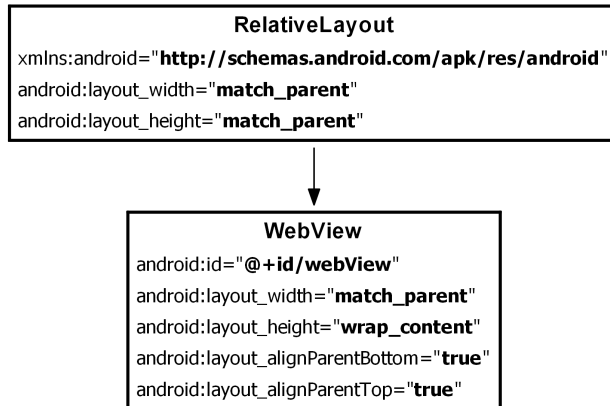 RelativeLayout
xmlns:android="http://schemas.android.com/apk/res/android"
android:layout_width="match_parent"
android:layout_height="match_parent"
WebView
android:id="@+id/webView"
android:layout_width="match_parent"
android:layout_height="wrap_content"
android:layout_alignParentBottom="true"
android:layout_alignParentTop="true"